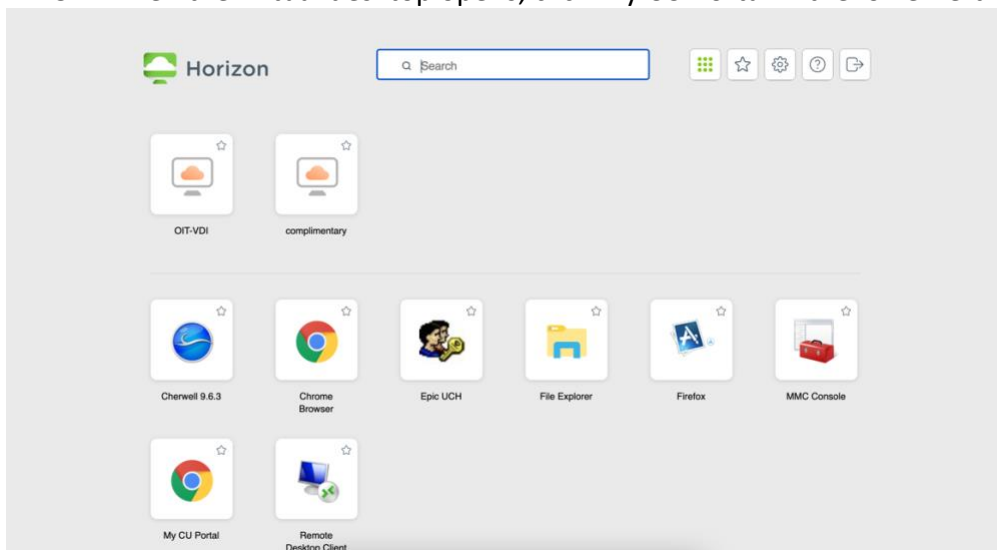 Horizon
Search
OIT-VDI
complimentary
Cherwell 9.6.3
Chrome
Browser
Epic UCH
File Explorer
Firefox
MMC Console
My CU Portal
Remote
Desktop Client